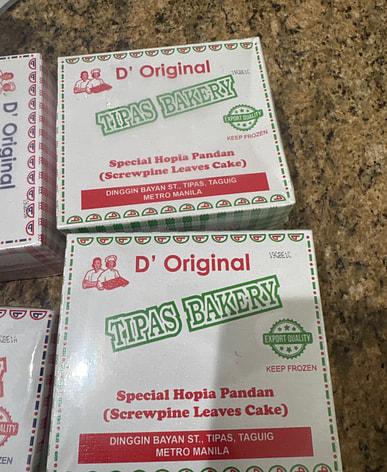 D' Original
TIPAS BAKERY
EXPORT QUALITY
KEEP FROZEN
Special Hopia Pandan
(Screwpine Leaves Cake)
DINGGIN BAYAN ST., TIPAS, TAGUIG
METRO MANILA
D' Original
D' Original
TIPAS BAKERY
EXPORT QUALITY
KEEP FROZEN
Special Hopia Pandan
(Screwpine Leaves Cake)
DINGGIN BAYAN ST., TIPAS, TAGUIG
METRO MANILA